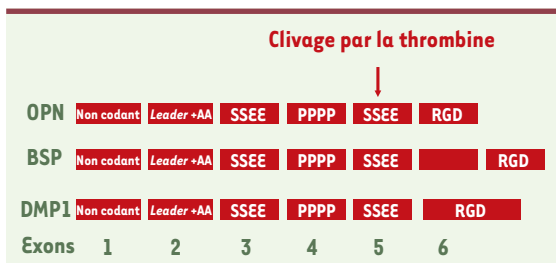 Clivage par la thrombine
OPN Non codant Leader +AA SSEE PPPP SSEE RGD
BSP Non codant Leader +AA SSEE PPPP SSEE RGD
DMP1 Non codant Leader +AA SSEE PPPP SSEE RGD
Exons 1 2 3 4 5 6